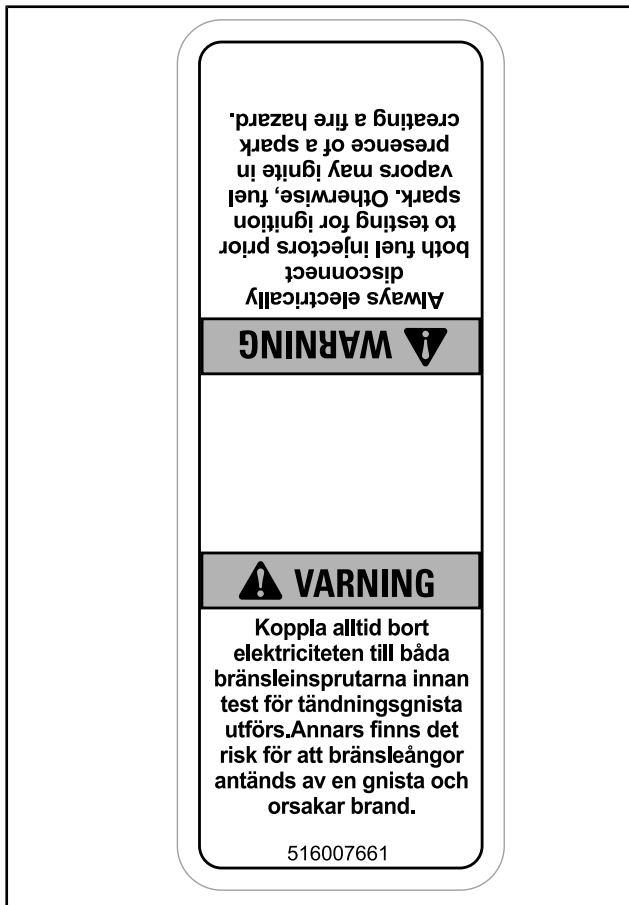 WARNING
Always electrically
disconnect
both fuel injectors prior
to testing for ignition
spark. Otherwise, fuel
vapors may ignite in
presence of a spark
creating a fire hazard.
VARNING
Koppla alltid bort
elektriciteten till båda
bränsleinsprutarna innan
test för tändningsgnista
utförs.Annars finns det
risk för att bränsleångor
antänds av en gnista och
orsakar brand.
516007661